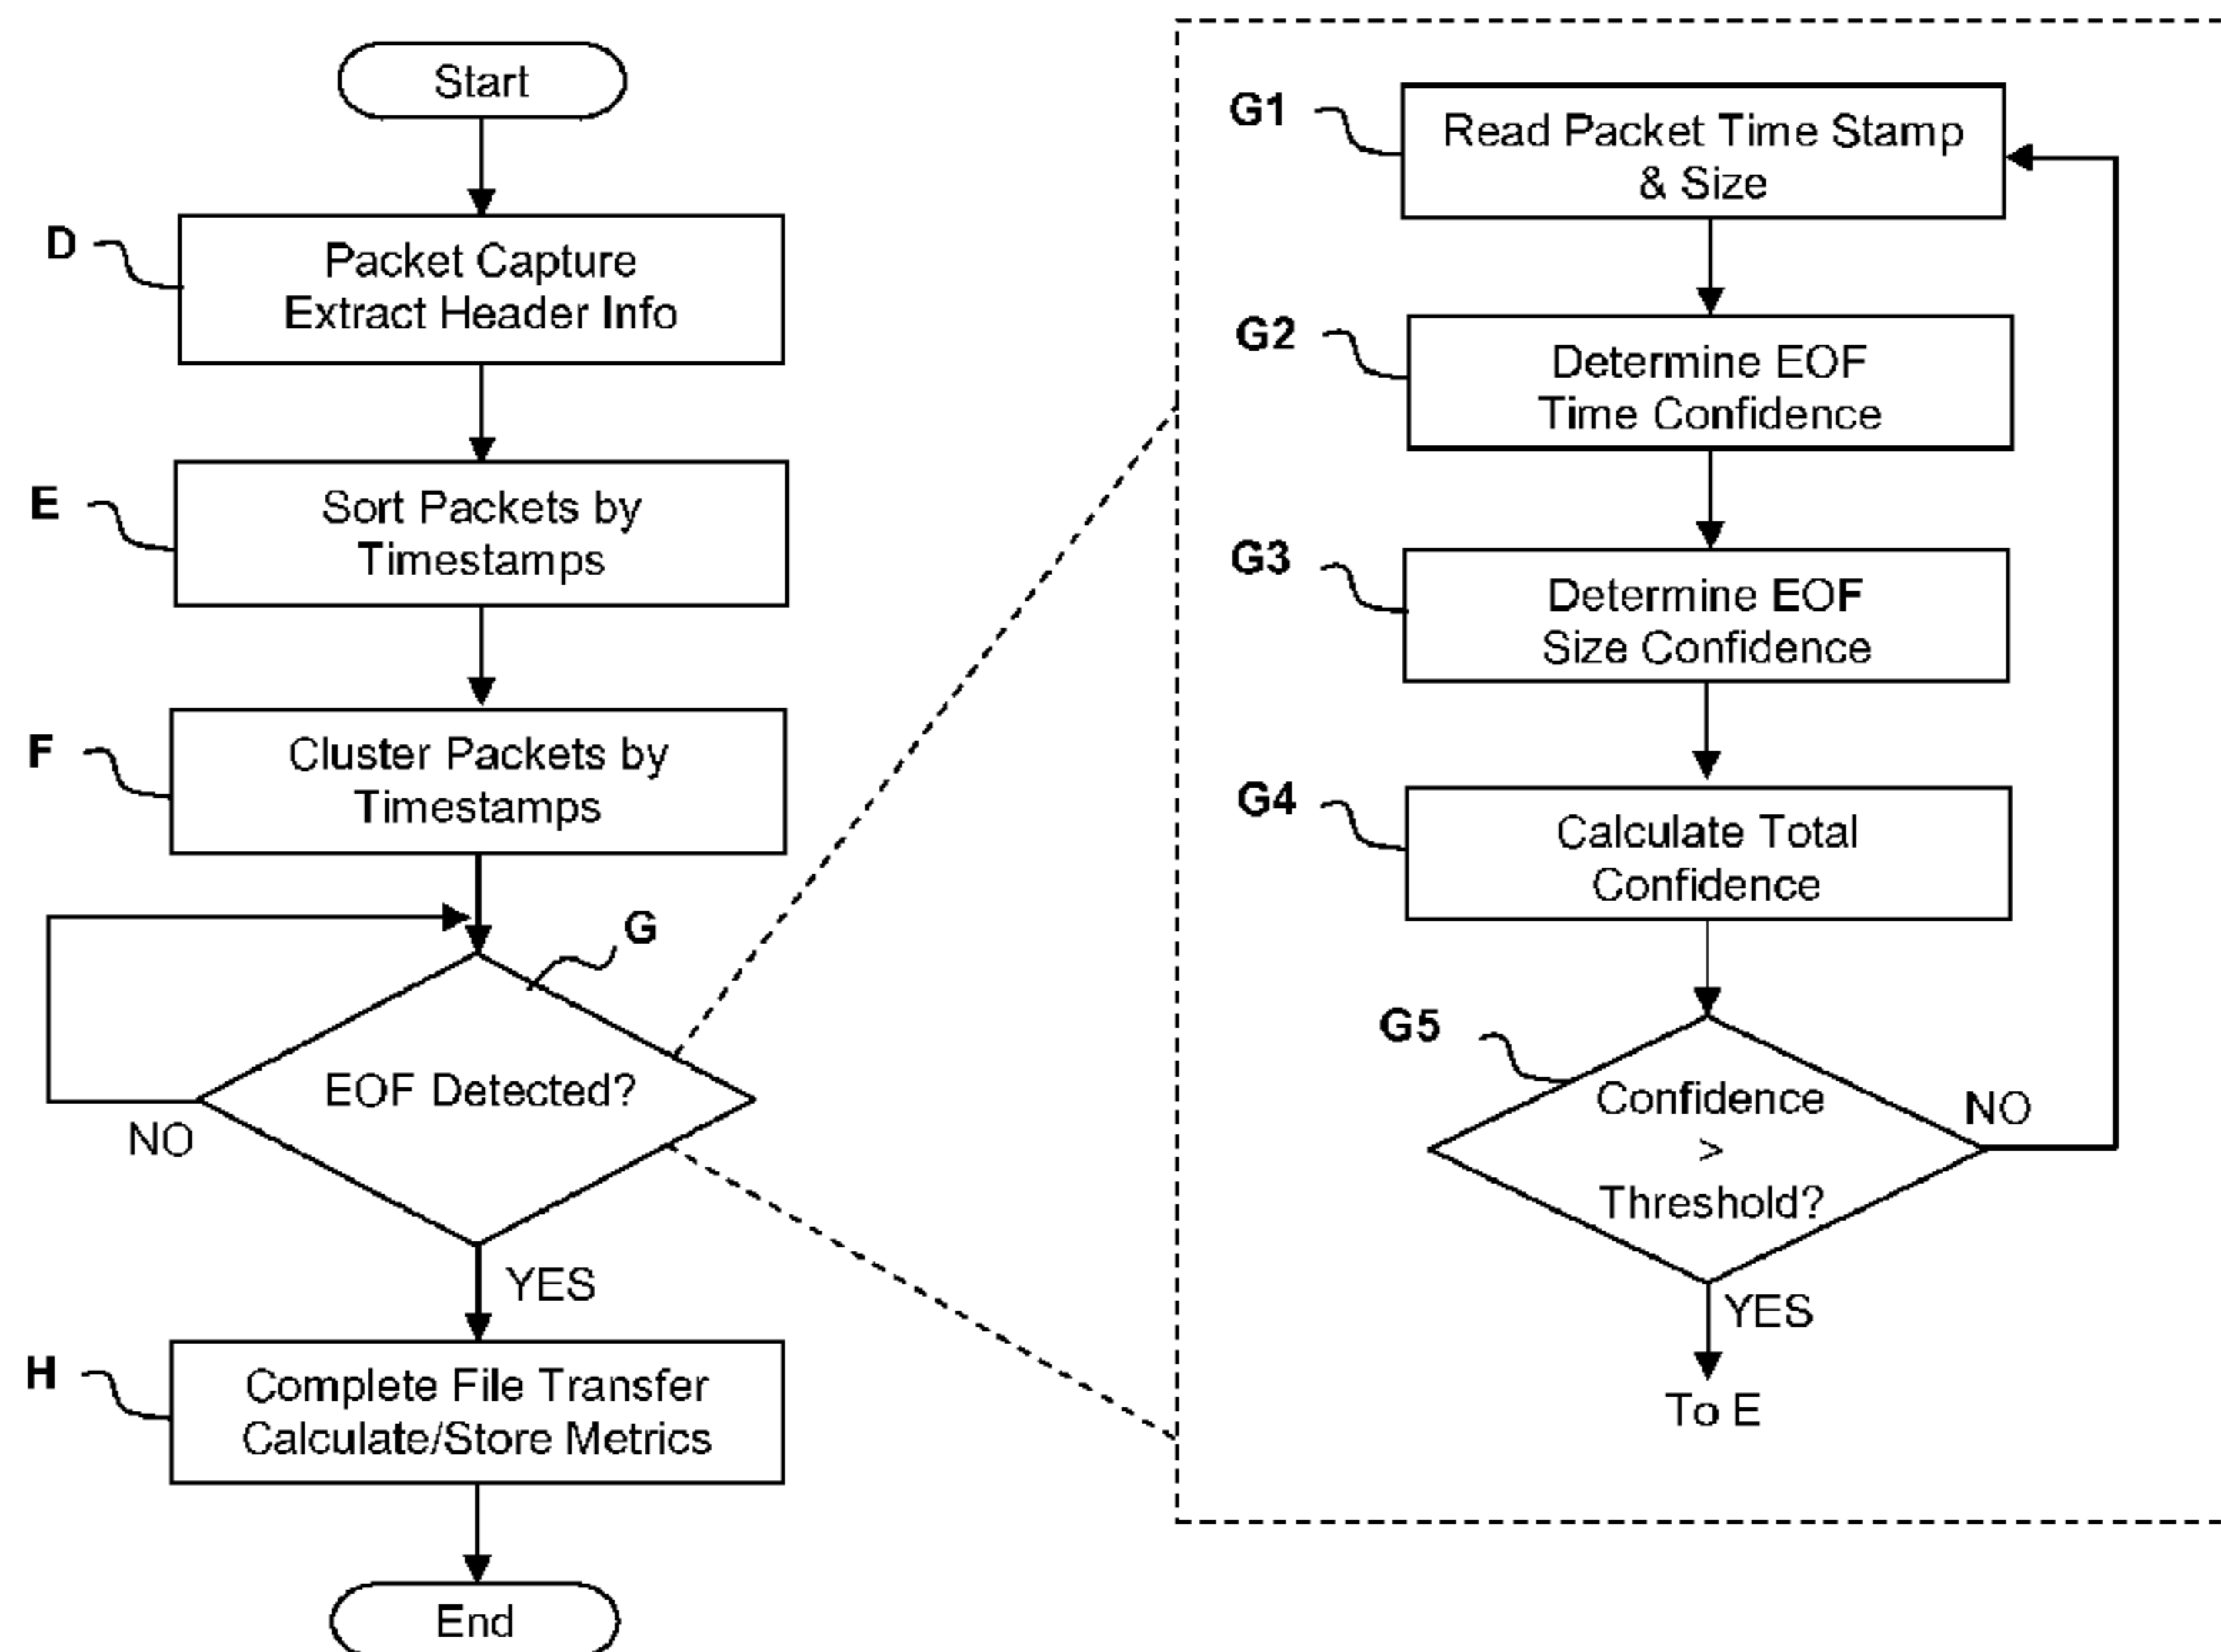 Start
D
Packet Capture
Extract Header Info
E
Sort Packets by
Timestamps
F
Cluster Packets by
Timestamps
G
EOF Detected?
NO
YES
H
Complete File Transfer
Calculate/Store Metrics
End
G1
Read Packet Time Stamp
& Size
G2
Determine EOF
Time Confidence
G3
Determine EOF
Size Confidence
G4
Calculate Total
Confidence
G5
Confidence
>
Threshold?
NO
YES
To E